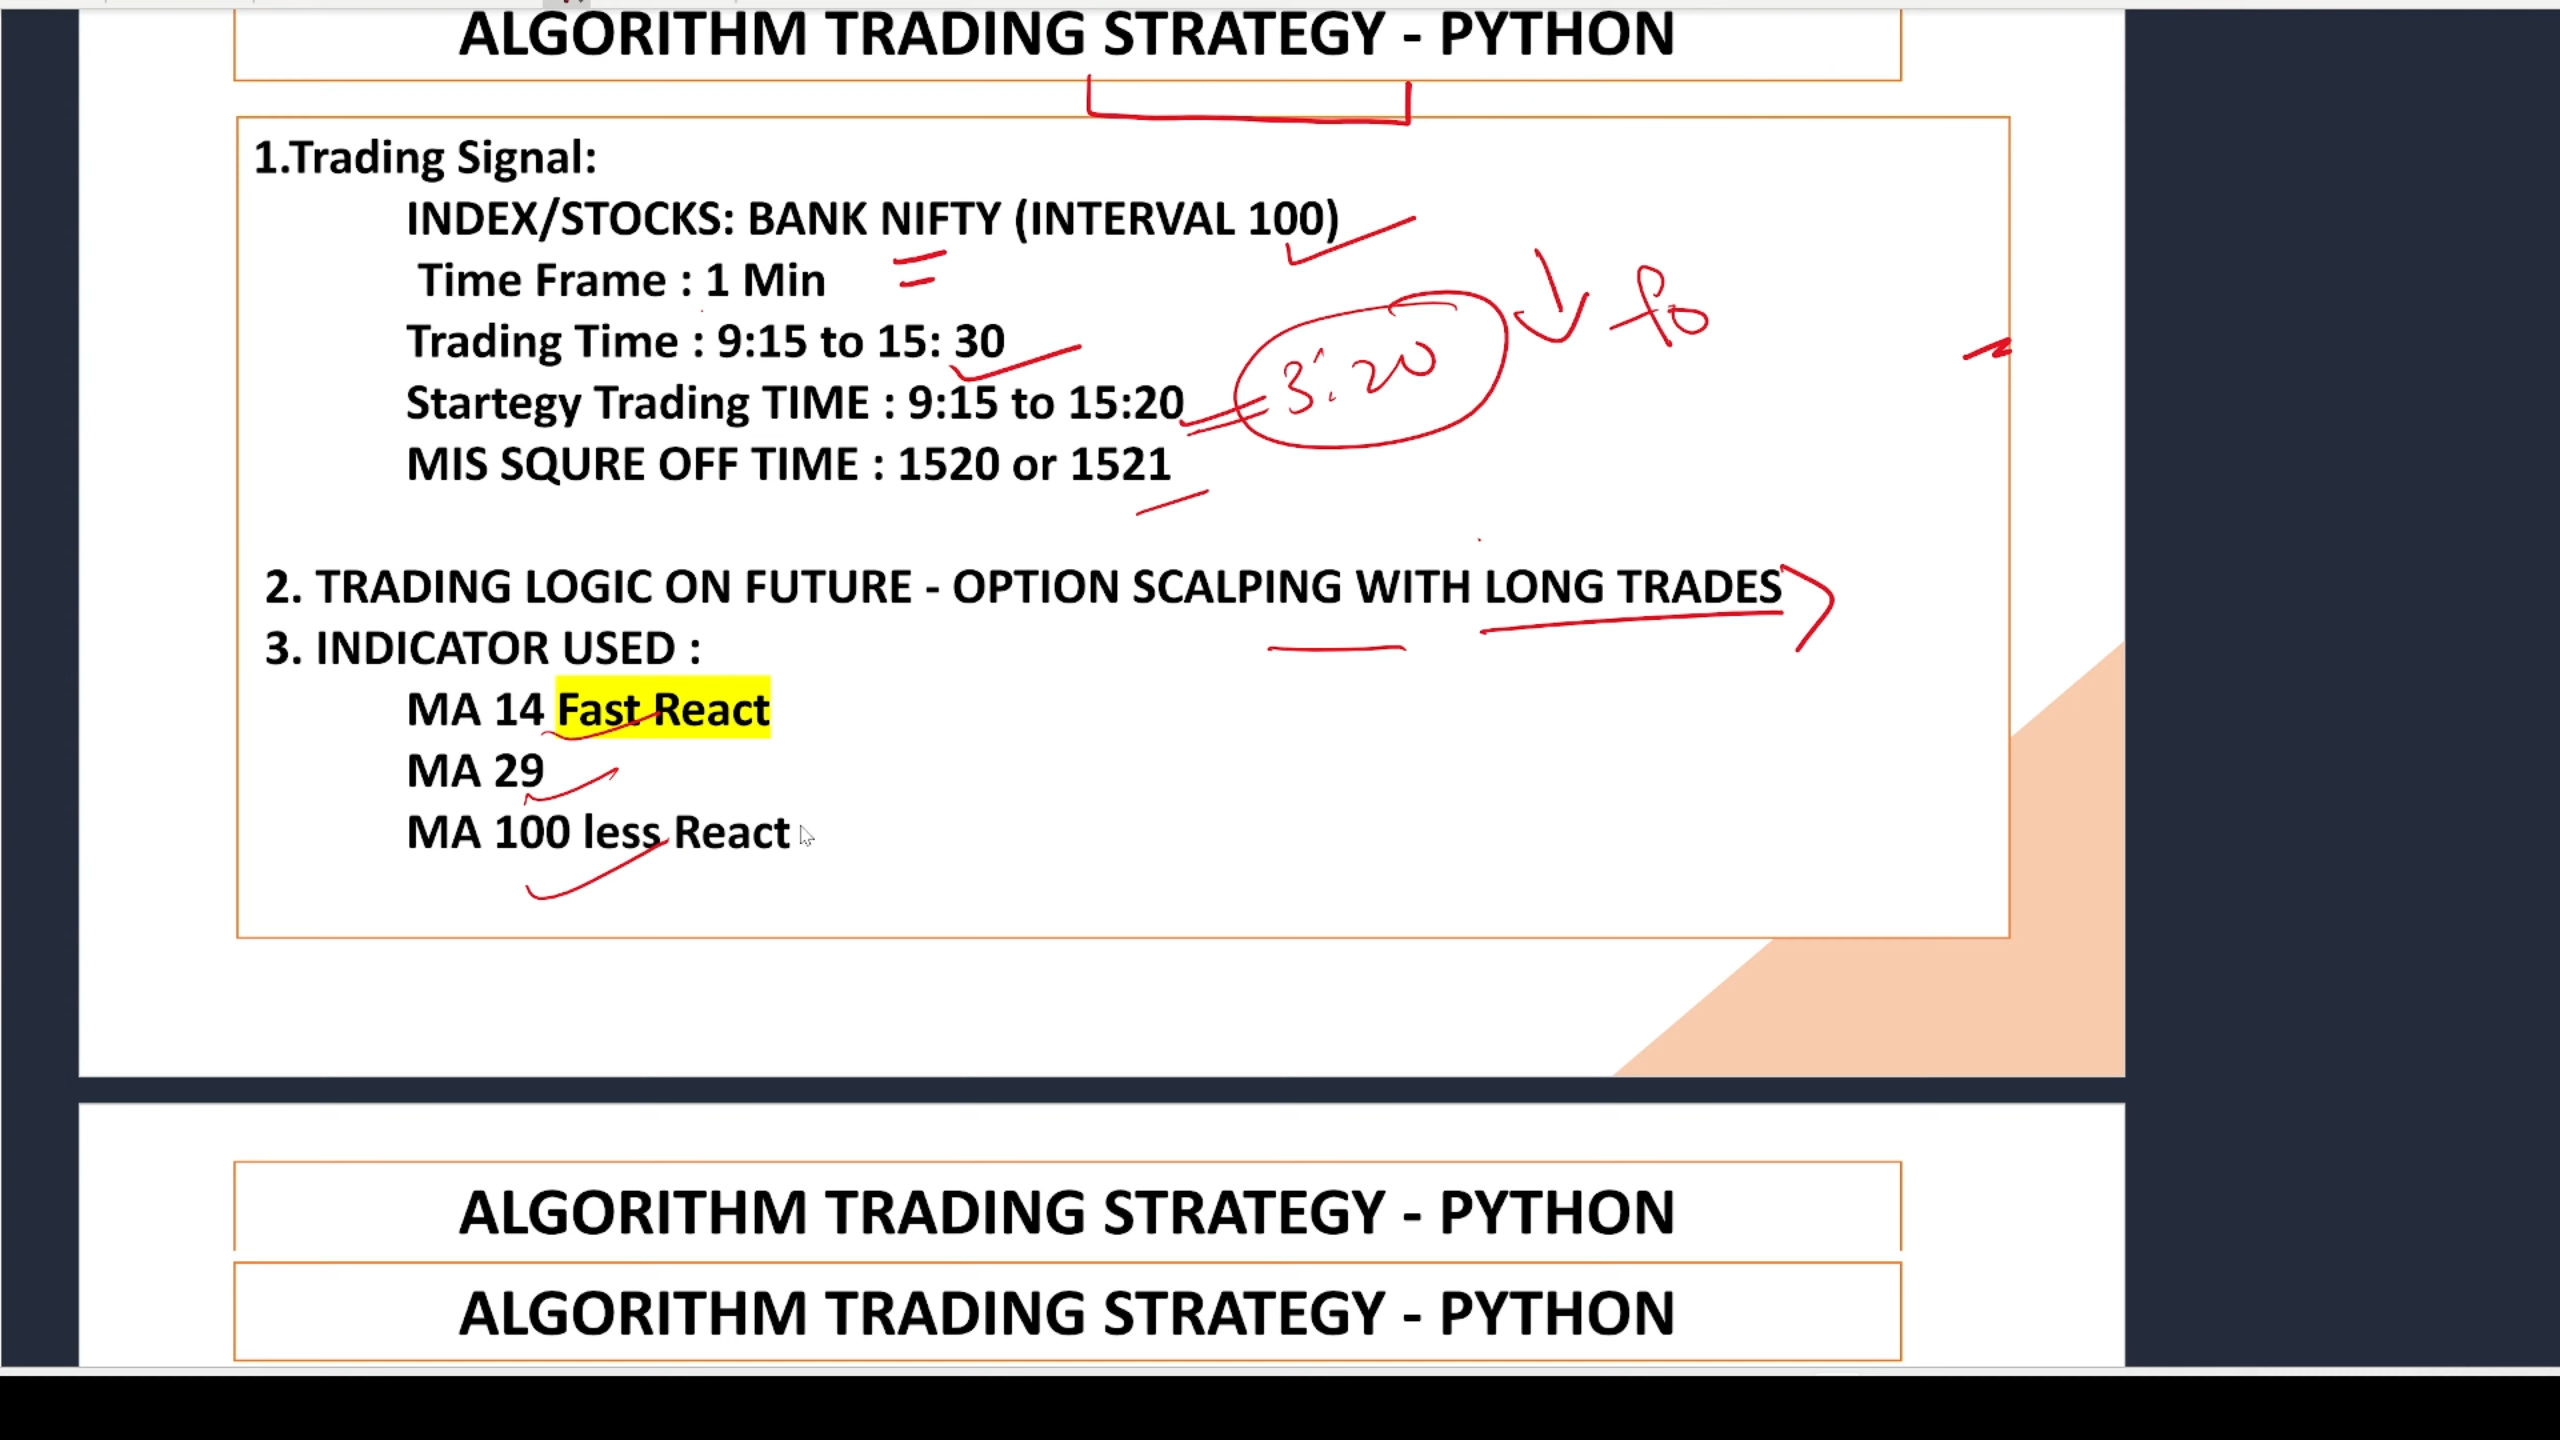 ALGORITHM TRADING STRATEGY - PYTHON
1.Trading Signal:
INDEX/STOCKS: BANK NIFTY (INTERVAL 100)
Time Frame : 1 Min
Trading Time : 9:15 to 15: 30
Startegy Trading TIME : 9:15 to 15:20
3:20
MIS SQURE OFF TIME : 1520 or 1521
2. TRADING LOGIC ON FUTURE - OPTION SCALPING WITH LONG TRADES
3. INDICATOR USED :
MA 14 Fast React
MA 29
MA 100 less React
ALGORITHM TRADING STRATEGY - PYTHON
ALGORITHM TRADING STRATEGY - PYTHON